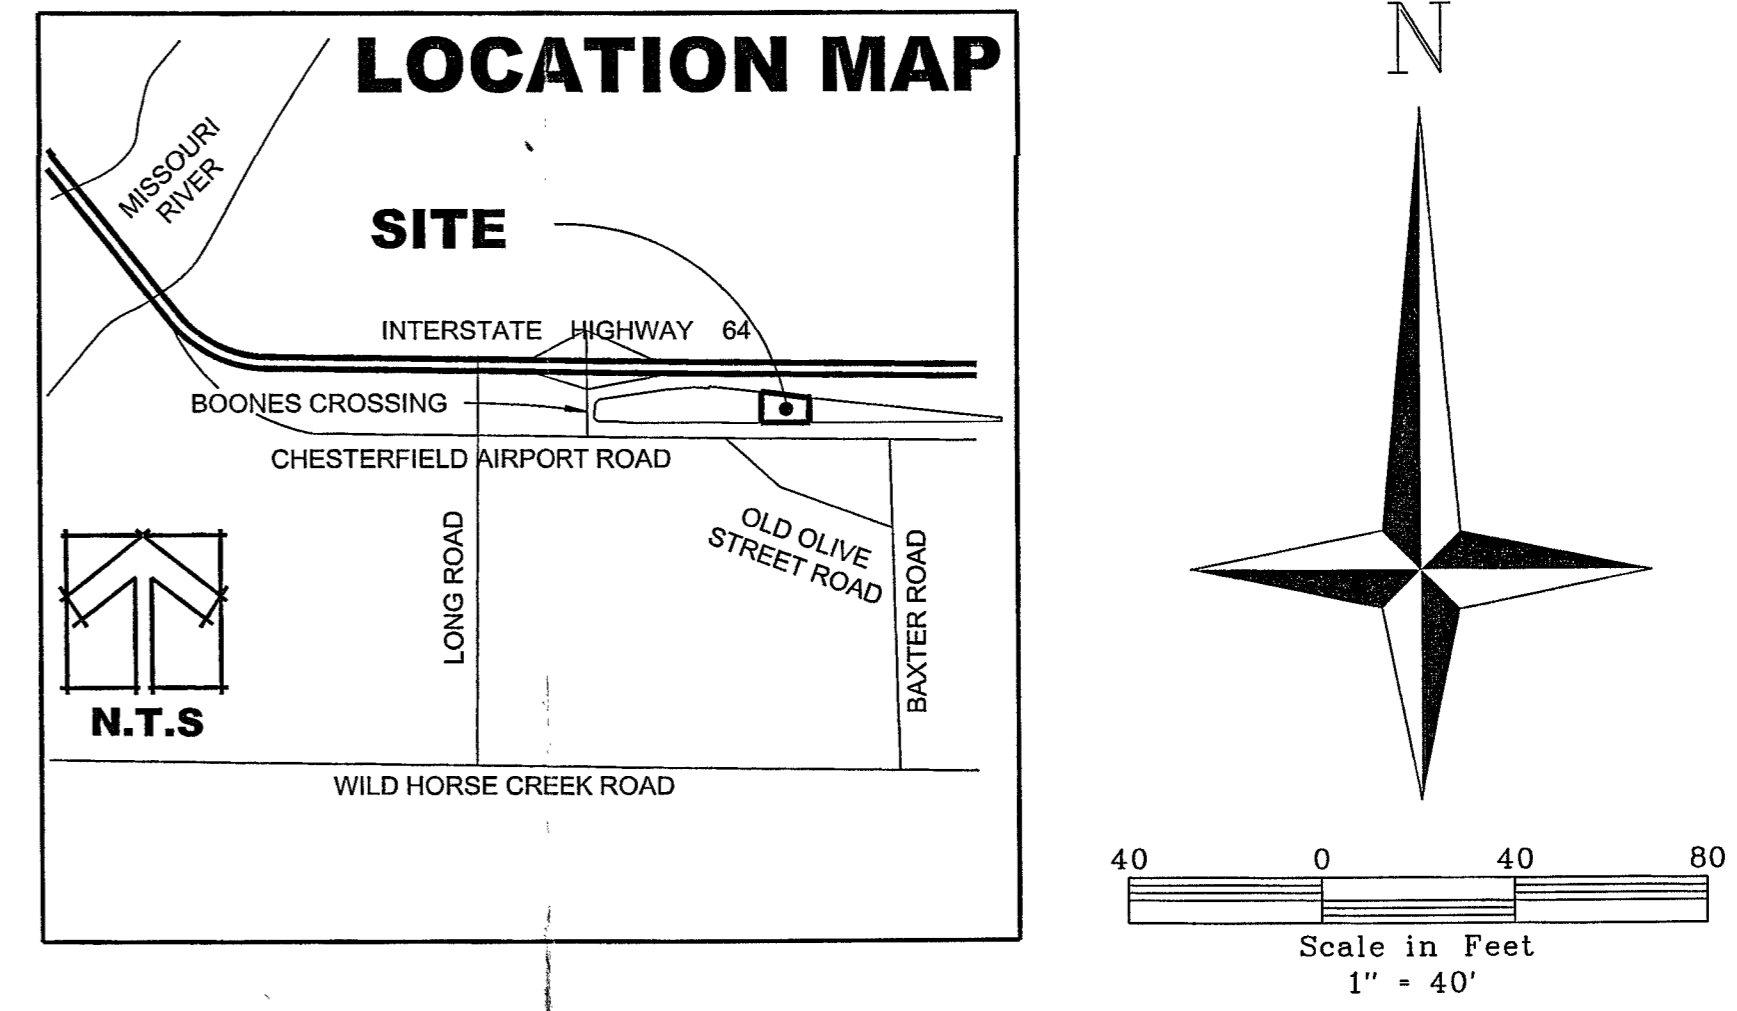 LOCATION MAP
MISSOURI
RIVER
SITE
INTERSTATE HIGHWAY 64
BOONES CROSSING
CHESTERFIELD AIRPORT ROAD
LONG ROAD
OLD OLIVE
STREET ROAD
BAXTER ROAD
N.T.S
WILD HORSE CREEK ROAD
N
40 0 40 80
Scale in Feet
1" = 40'